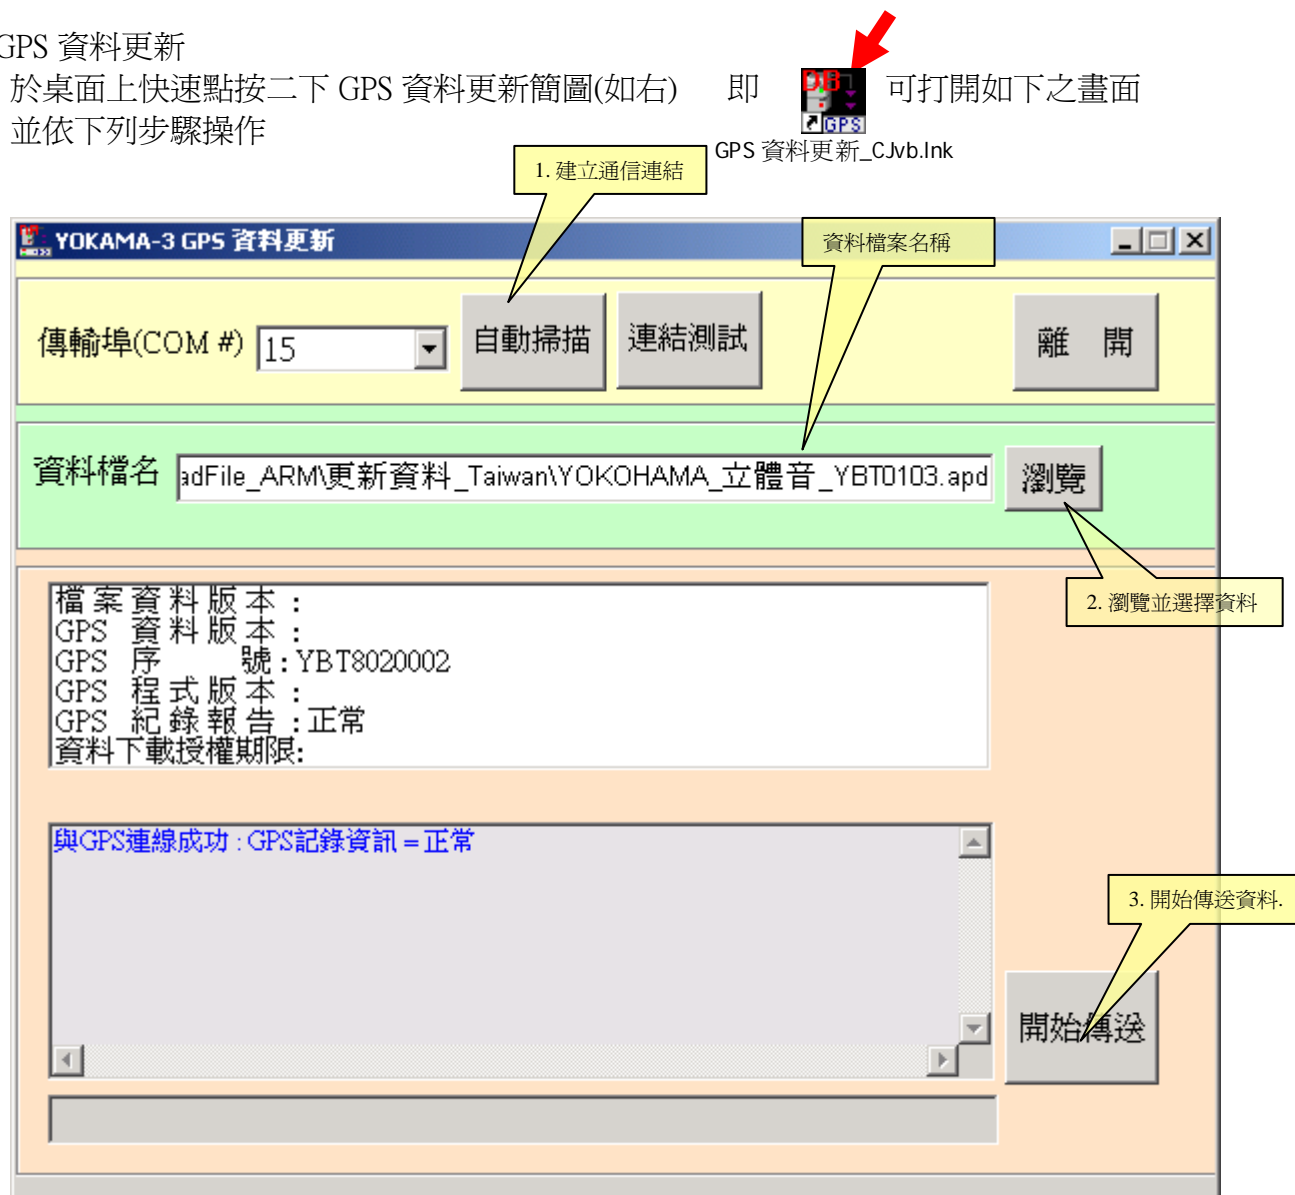 GPS 資料更新
於桌面上快速點按二下 GPS 資料更新簡圖(如右) 即 可打開如下之畫面
DB
GPS
並依下列步驟操作
GPS 資料更新_CJvb.lnk
1. 建立通信連結
YOKAMA-3 GPS 資料更新
資料檔案名稱
傳輸埠(COM #) 15 自動掃描 連結測試 離 開
資料檔名 adFile_ARM\更新資料_Taiwan\YOKOHAMA_立體音_YBT0103.apd 瀏覽
2. 瀏覽並選擇資料
檔案資料版本:
GPS 資料版本:
GPS 序 號:YBT8020002
GPS 程式版本:
GPS 紀錄報告:正常
資料下載授權期限:
與GPS連線成功 : GPS記錄資訊 = 正常
3. 開始傳送資料.
開始傳送